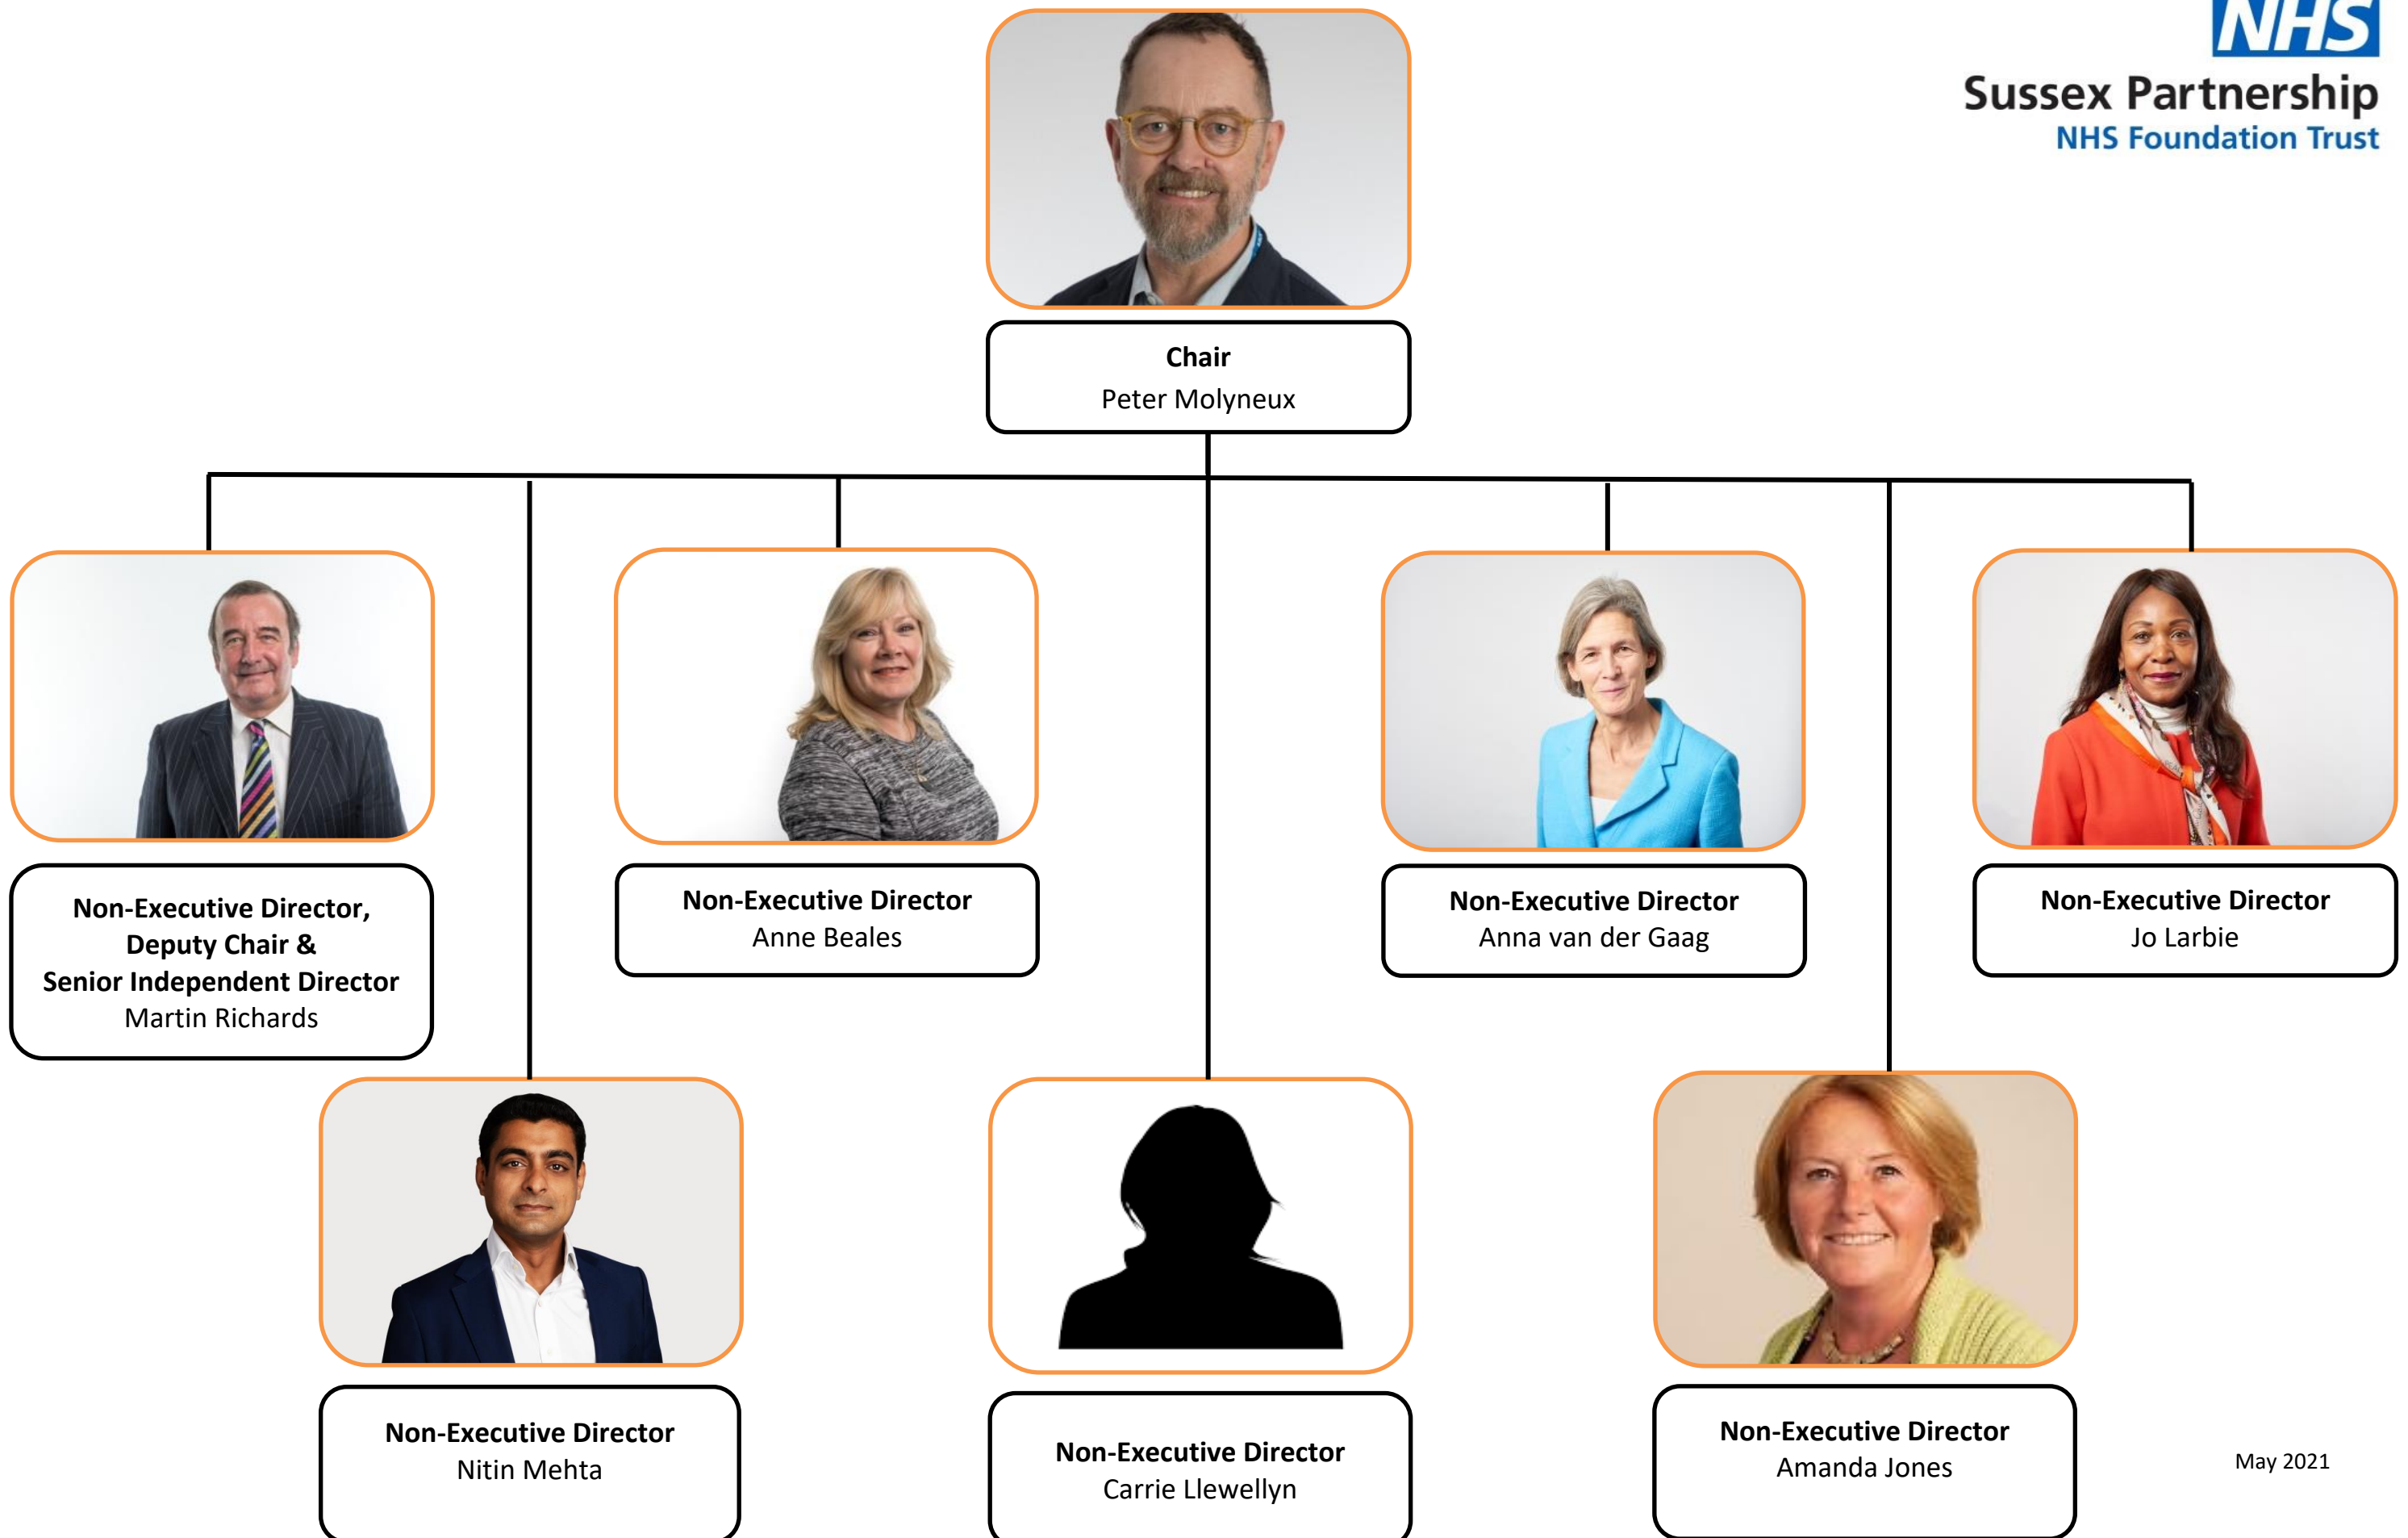 NHS
Sussex Partnership
NHS Foundation Trust
Chair
Peter Molyneux
Non-Executive Director,
Deputy Chair &
Senior Independent Director
Martin Richards
Non-Executive Director
Anne Beales
Non-Executive Director
Anna van der Gaag
Non-Executive Director
Jo Larbie
Non-Executive Director
Nitin Mehta
Non-Executive Director
Carrie Llewellyn
Non-Executive Director
Amanda Jones
May 2021